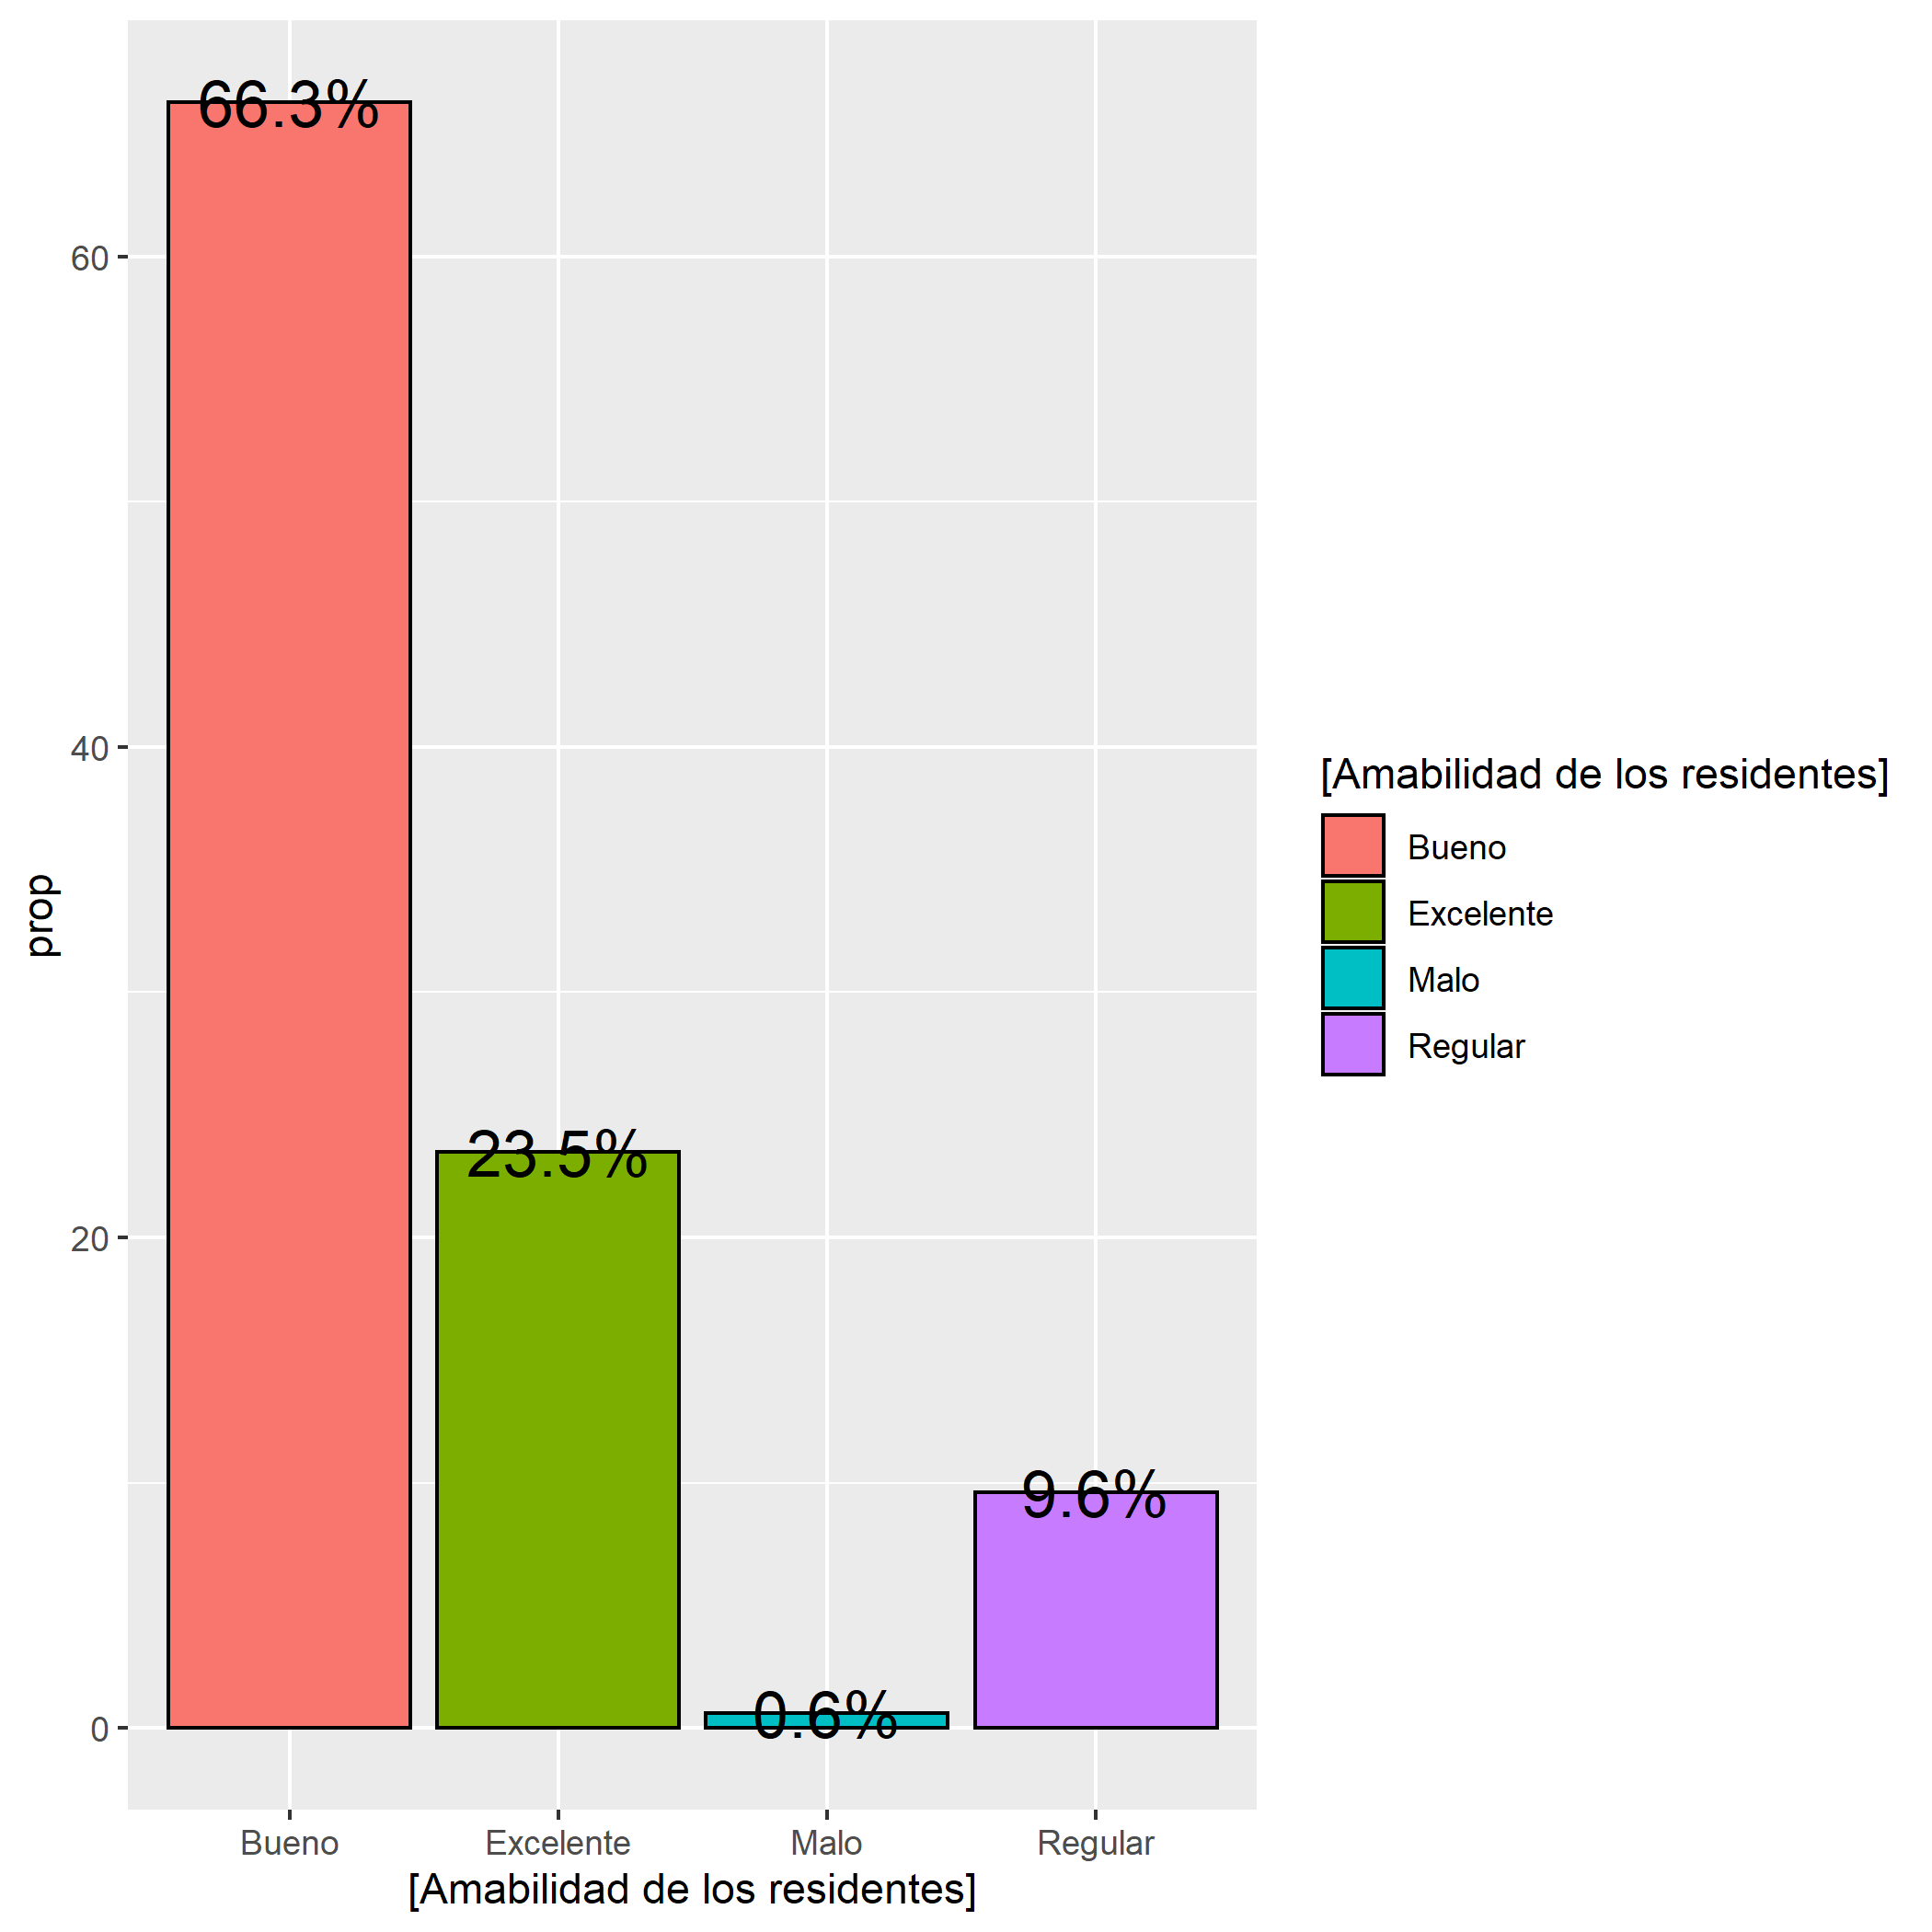 66.3%
60
40
[Amabilidad de los residentes]
Bueno
Excelente
Malo
Regular
prop
23.5%
20
9.6%
0.6%
0
Bueno Excelente Malo Regular
[Amabilidad de los residentes]